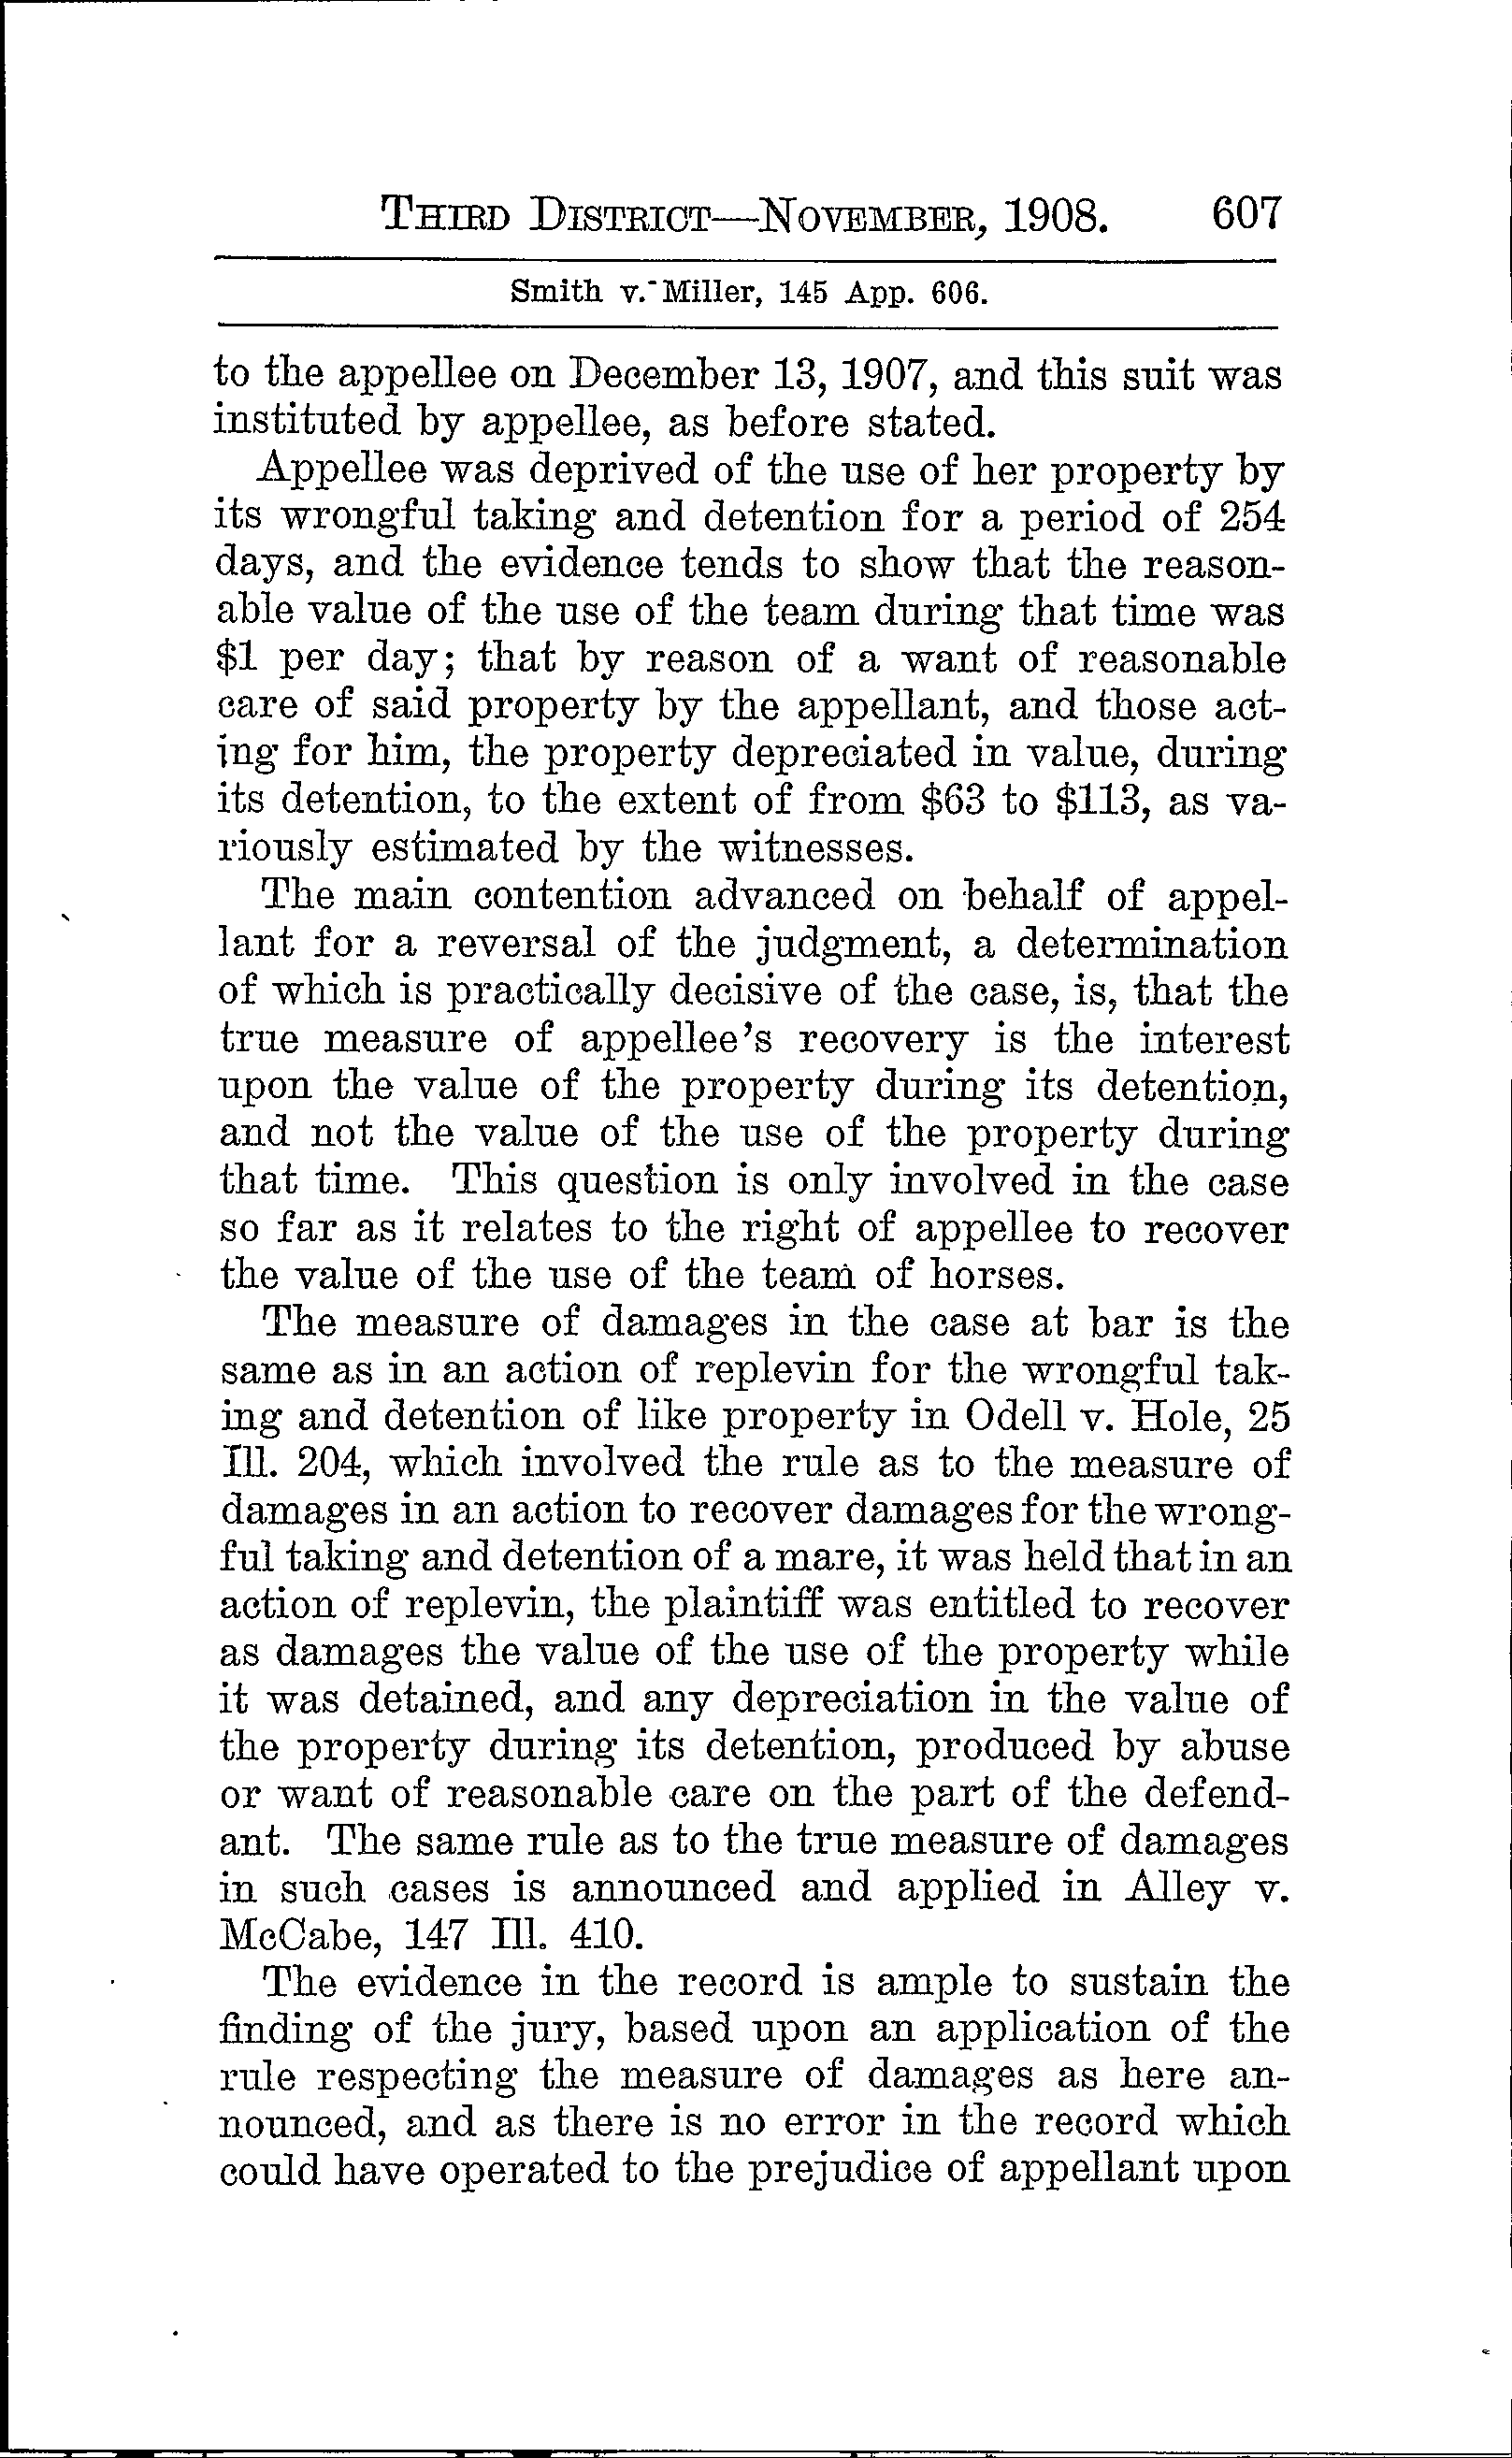 THIRD DISTRICT—NOVEMBER, 1908. 607
Smith v. Miller, 145 App. 606.
to the appellee on December 13, 1907, and this suit was
instituted by appellee, as before stated.
Appellee was deprived of the use of her property by
its wrongful taking and detention for a period of 254
days, and the evidence tends to show that the reason-
able value of the use of the team during that time was
$1 per day; that by reason of a want of reasonable
care of said property by the appellant, and those act-
ing for him, the property depreciated in value, during
its detention, to the extent of from $63 to $113, as va-
riously estimated by the witnesses.
The main contention advanced on behalf of appel-
lant for a reversal of the judgment, a determination
of which is practically decisive of the case, is, that the
true measure of appellee's recovery is the interest
upon the value of the property during its detention,
and not the value of the use of the property during
that time. This question is only involved in the case
so far as it relates to the right of appellee to recover
the value of the use of the team of horses.
The measure of damages in the case at bar is the
same as in an action of replevin for the wrongful tak-
ing and detention of like property in Odell v. Hole, 25
Ill. 204, which involved the rule as to the measure of
damages in an action to recover damages for the wrong-
ful taking and detention of a mare, it was held that in an
action of replevin, the plaintiff was entitled to recover
as damages the value of the use of the property while
it was detained, and any depreciation in the value of
the property during its detention, produced by abuse
or want of reasonable care on the part of the defend-
ant. The same rule as to the true measure of damages
in such cases is announced and applied in Alley v.
McCabe, 147 Ill. 410.
The evidence in the record is ample to sustain the
finding of the jury, based upon an application of the
rule respecting the measure of damages as here an-
nounced, and as there is no error in the record which
could have operated to the prejudice of appellant upon